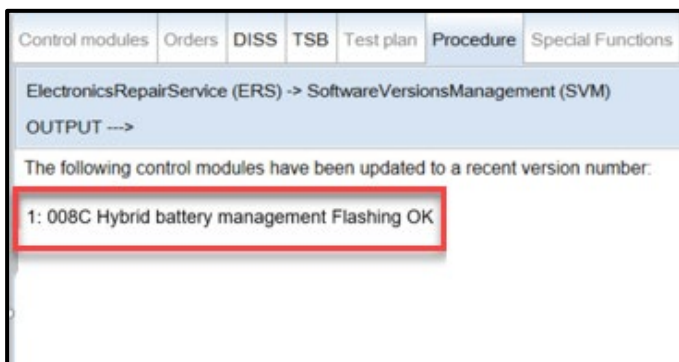 Control modules Orders DISS TSB Test plan Procedure Special Functions
ElectronicsRepairService (ERS) -> SoftwareVersionsManagement (SVM)
OUTPUT --->
The following control modules have been updated to a recent version number:
1: 008C Hybrid battery management Flashing OK